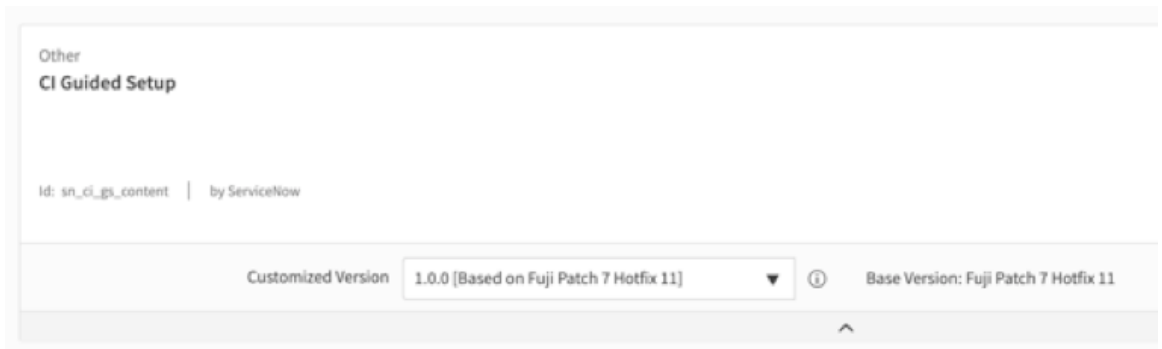 Other
CI Guided Setup
Id: sn_ci_gs_content | by ServiceNow
Customized Version 1.0.0 [Based on Fuji Patch 7 Hotfix 11] Base Version: Fuji Patch 7 Hotfix 11